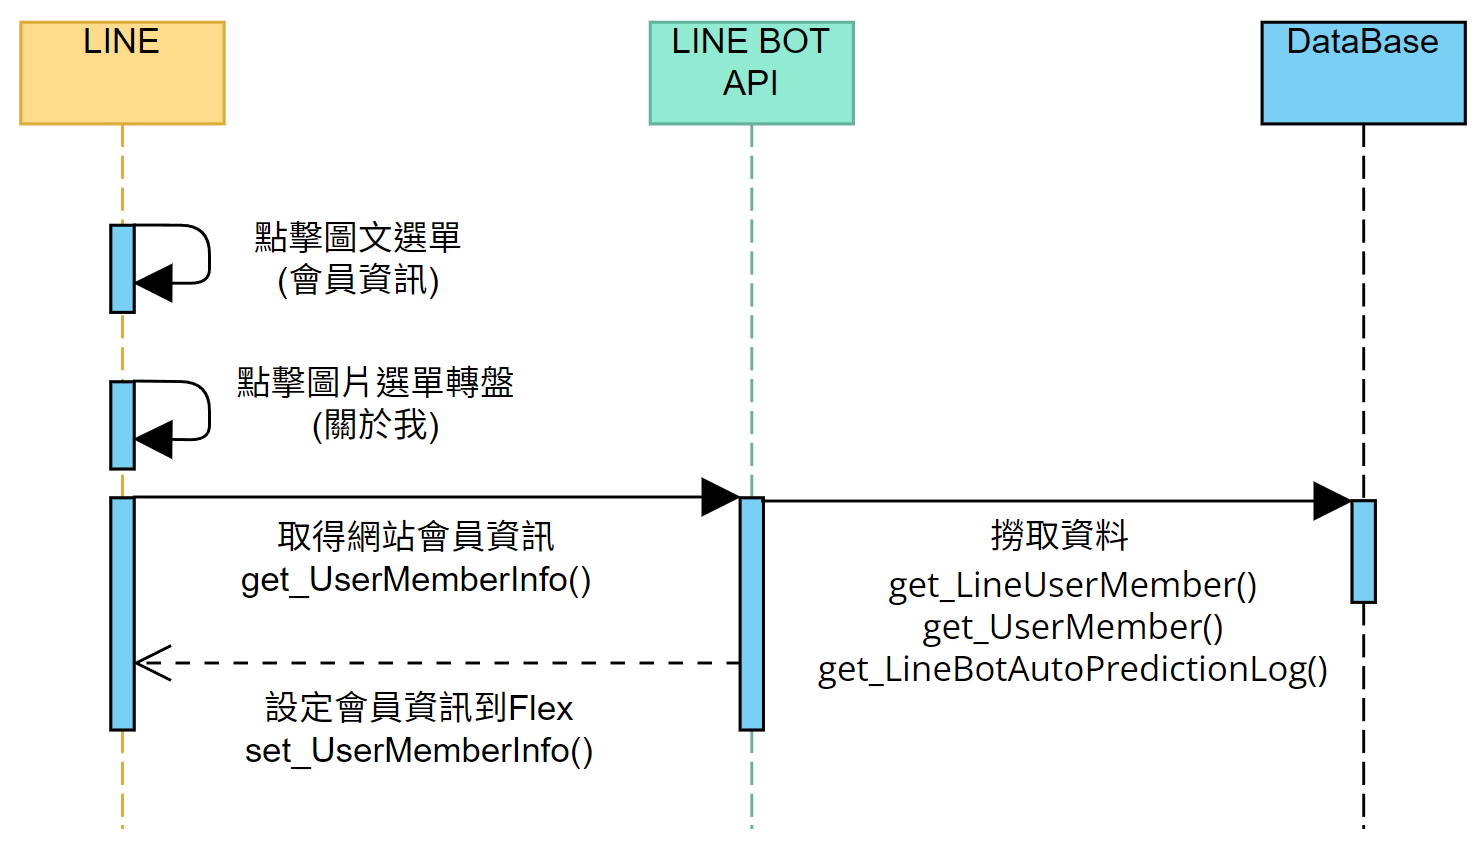 LINE
LINE BOT
API
DataBase
點擊圖文選單
(會員資訊)
點擊圖片選單轉盤
(關於我)
取得網站會員資訊
get_UserMemberInfo()
撈取資料
get_LineUserMember()
get_UserMember()
get_LineBotAutoPredictionLog()
設定會員資訊到Flex
set_UserMemberInfo()